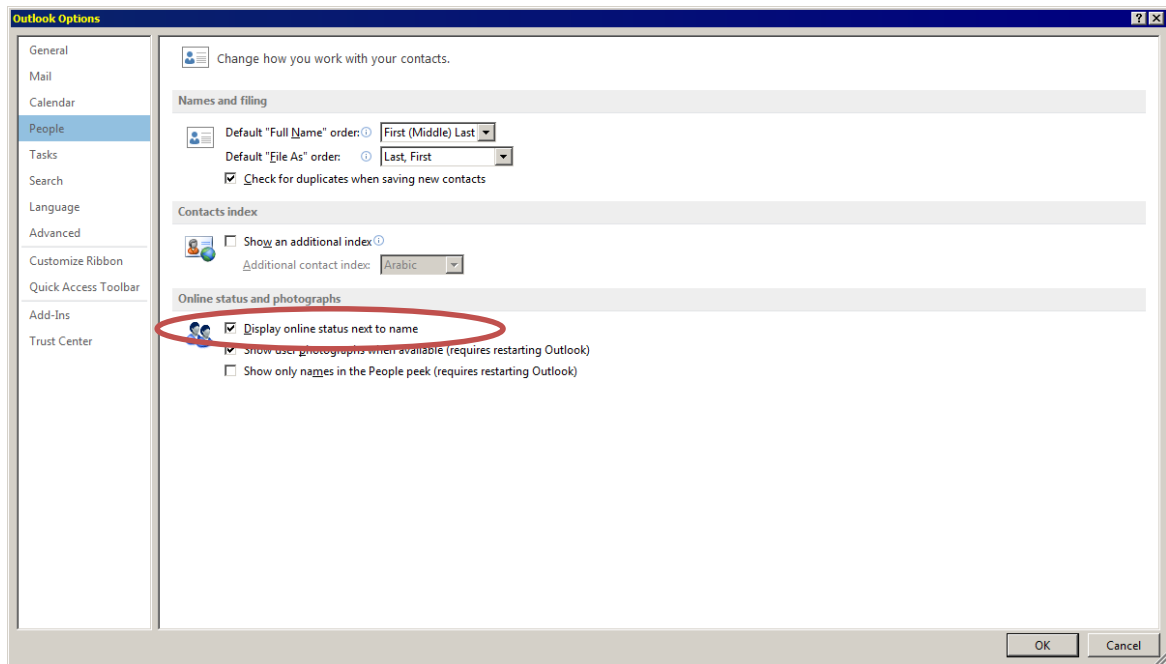 Outlook Options
General
Mail
Calendar
People
Tasks
Search
Language
Advanced
Customize Ribbon
Quick Access Toolbar
Add-Ins
Trust Center
Change how you work with your contacts.
Names and filing
Default "Full Name" order: First (Middle) Last
Default "File As" order: Last, First
Check for duplicates when saving new contacts
Contacts index
Show an additional index
Additional contact index: Arabic
Online status and photographs
Display online status next to name
Show user photographs when available (requires restarting Outlook)
Show only names in the People peek (requires restarting Outlook)
OK Cancel